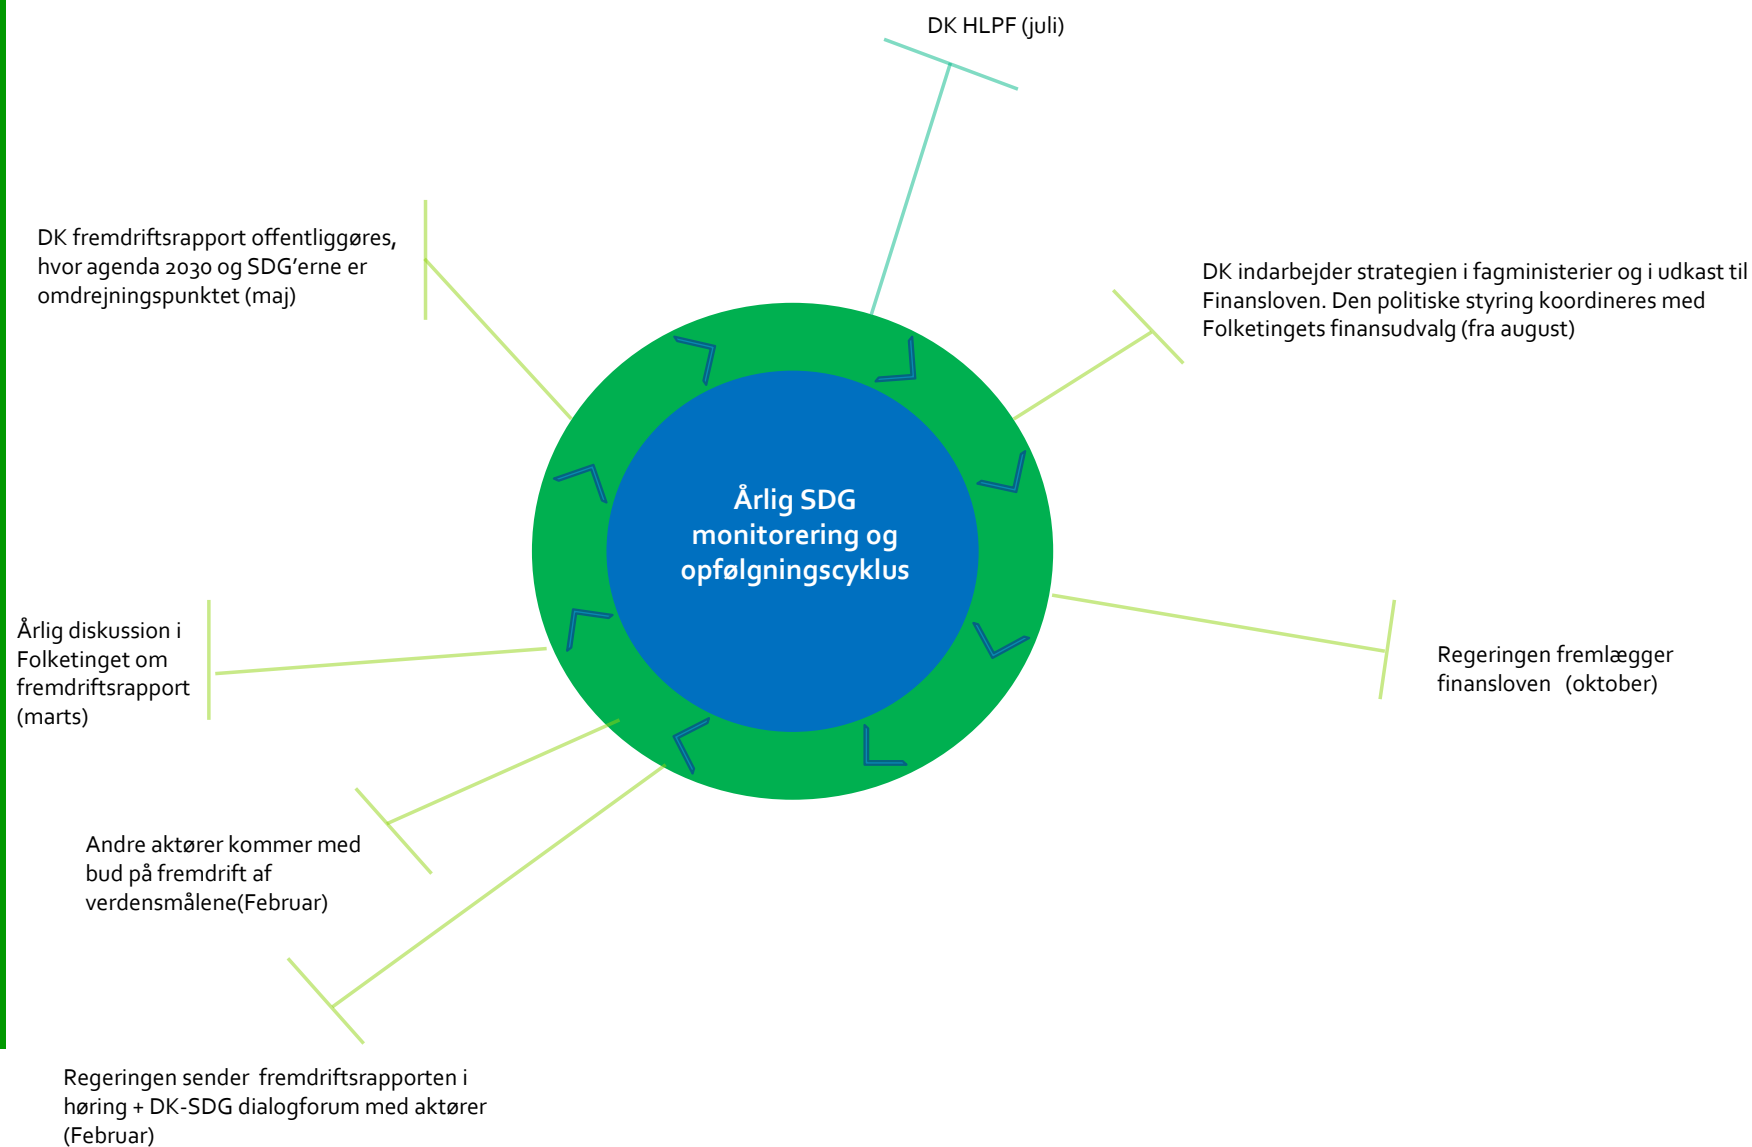 DK HLPF (juli)
DK fremdriftsrapport offentliggøres,
hvor agenda 2030 og SDG’erne er
omdrejningspunktet (maj)
DK indarbejder strategien i fagministerier og i udkast til
Finansloven. Den politiske styring koordineres med
Folketingets finansudvalg (fra august)
Årlig SDG
monitorering og
opfølgningscyklus
Årlig diskussion i
Folketinget om
fremdriftsrapport
(marts)
Regeringen fremlægger
finansloven (oktober)
Andre aktører kommer med
bud på fremdrift af
verdensmålene(Februar)
Regeringen sender fremdriftsrapporten i
høring + DK-SDG dialogforum med aktører
(Februar)